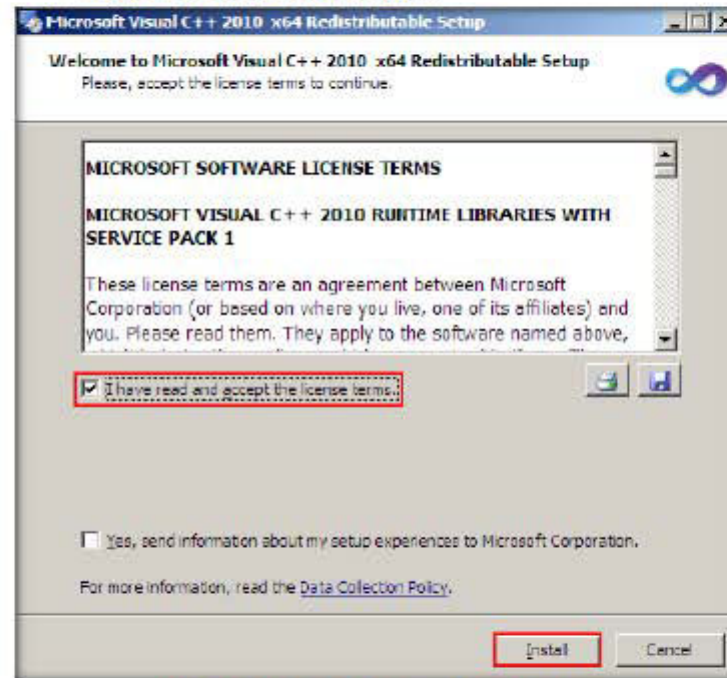 Microsoft Visual C++ 2010 x64 Redistributable Setup
Welcome to Microsoft Visual C++ 2010 x64 Redistributable Setup
Please, accept the license terms to continue.
MICROSOFT SOFTWARE LICENSE TERMS
MICROSOFT VISUAL C++ 2010 RUNTIME LIBRARIES WITH
SERVICE PACK 1
These license terms are an agreement between Microsoft
Corporation (or based on where you live, one of its affiliates) and
you. Please read them. They apply to the software named above,
I have read and accept the license terms.
Yes, send information about my setup experiences to Microsoft Corporation.
For more information, read the Data Collection Policy.
Install
Cancel